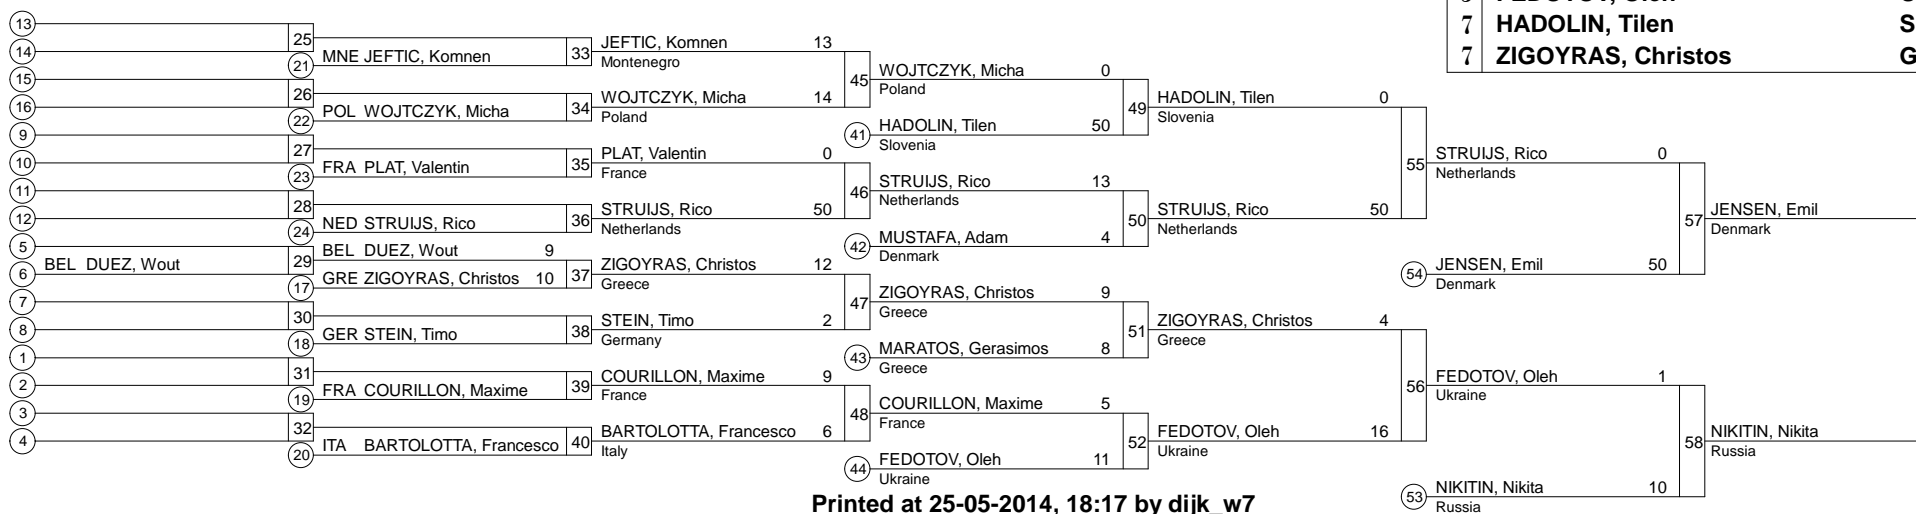 7 HADOLIN, Tilen S
7 ZIGOYRAS, Christos G
13
14
25
21 MNE JEFTIC, Komnen
33
JEFTIC, Komnen 13
Montenegro
15
16
26
22 POL WOJTCZYK, Micha
34
WOJTCZYK, Micha 14
Poland
45
WOJTCZYK, Micha 0
Poland
41 HADOLIN, Tilen 50
Slovenia
49
HADOLIN, Tilen 0
Slovenia
9
10
27
23 FRA PLAT, Valentin
35
PLAT, Valentin 0
France
11
12
28
24 NED STRUIJS, Rico
36
STRUIJS, Rico 50
Netherlands
46
STRUIJS, Rico 13
Netherlands
42 MUSTAFA, Adam 4
Denmark
50
STRUIJS, Rico 50
Netherlands
55
STRUIJS, Rico 0
Netherlands
54 JENSEN, Emil 50
Denmark
57
JENSEN, Emil
Denmark
5
6 BEL DUEZ, Wout
29
BEL DUEZ, Wout 9
17 GRE ZIGOYRAS, Christos 10
37
ZIGOYRAS, Christos 12
Greece
7
8
30
18 GER STEIN, Timo
38
STEIN, Timo 2
Germany
47
ZIGOYRAS, Christos 9
Greece
43 MARATOS, Gerasimos 8
Greece
51
ZIGOYRAS, Christos 4
Greece
1
2
31
19 FRA COURILLON, Maxime
39
COURILLON, Maxime 9
France
3
4
32
20 ITA BARTOLOTTA, Francesco
40
BARTOLOTTA, Francesco 6
Italy
48
COURILLON, Maxime 5
France
44 FEDOTOV, Oleh 11
Ukraine
52
FEDOTOV, Oleh 16
Ukraine
56
FEDOTOV, Oleh 1
Ukraine
53 NIKITIN, Nikita 10
Russia
58
NIKITIN, Nikita
Russia
Printed at 25-05-2014, 18:17 by dijk_w7